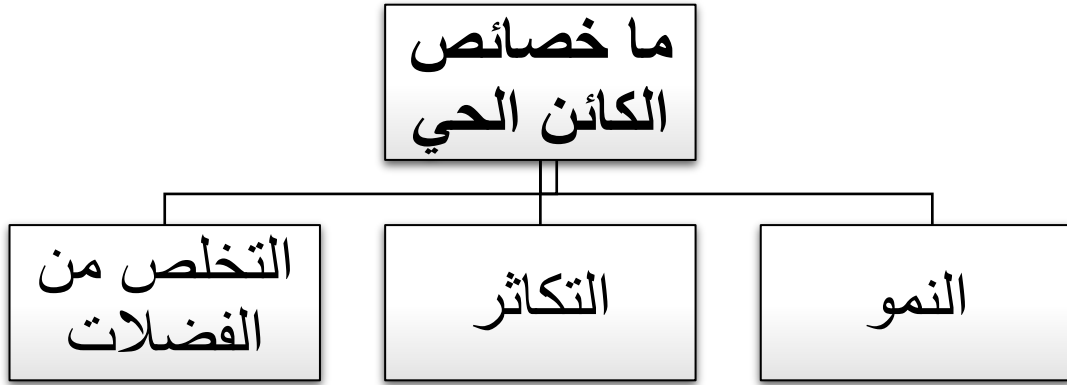 ما خصائص
الكائن الحي
النمو
التكاثر
التخلص من
الفضلات